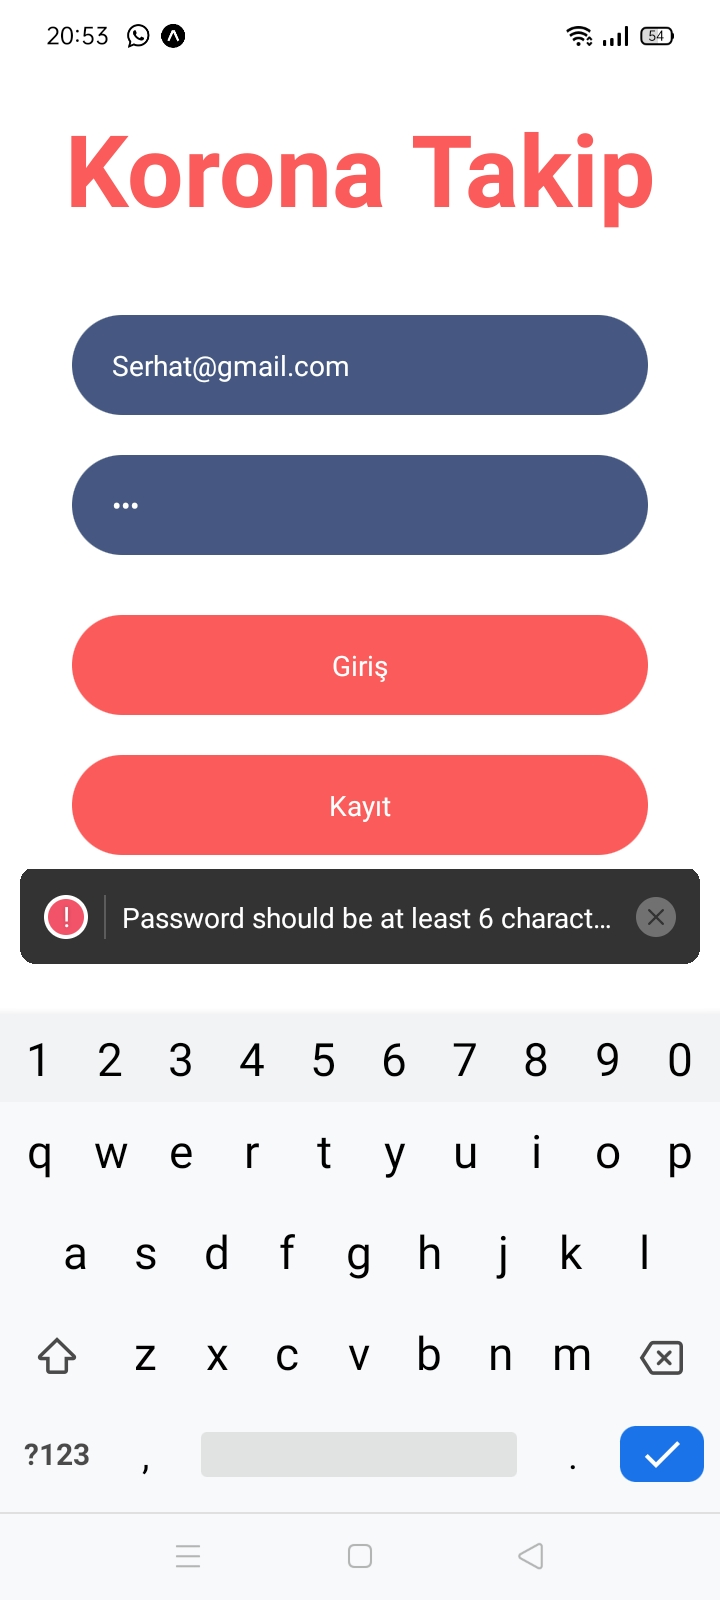 20:53 54
Korona Takip
Serhat@gmail.com
•••
Giriş
Kayıt
! Password should be at least 6 charact...
1 2 3 4 5 6 7 8 9 0
q w e r t y u i o p
a s d f g h j k l
z x c v b n m
?123 , .